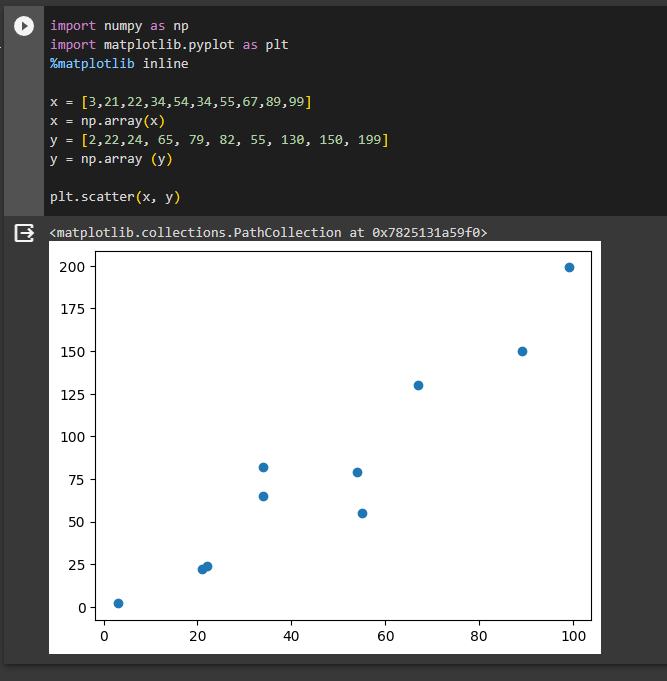 import numpy as np
import matplotlib.pyplot as plt
%matplotlib inline
x = [3,21,22,34,54,34,55,67,89,99]
x = np.array(x)
y = [2,22,24, 65, 79, 82, 55, 130, 150, 199]
y = np.array (y)
plt.scatter(x, y)
<matplotlib.collections.PathCollection at 0x7825131a59f0>
200
175
150
125
100
75
50
25
0
0 20 40 60 80 100